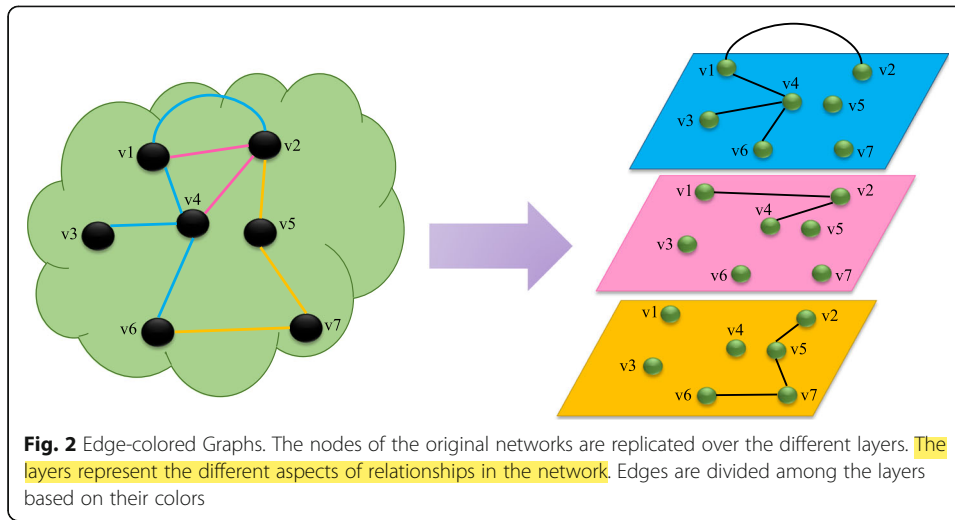 v1
v2
v4
v3
v5
v6
v7
v1
v2
v4
v5
v3
v6
v7
v1
v2
v4
v5
v3
v6
v7
v1
v2
v4
v5
v3
v6
v7
Fig. 2 Edge-colored Graphs. The nodes of the original networks are replicated over the different layers. The
layers represent the different aspects of relationships in the network. Edges are divided among the layers
based on their colors